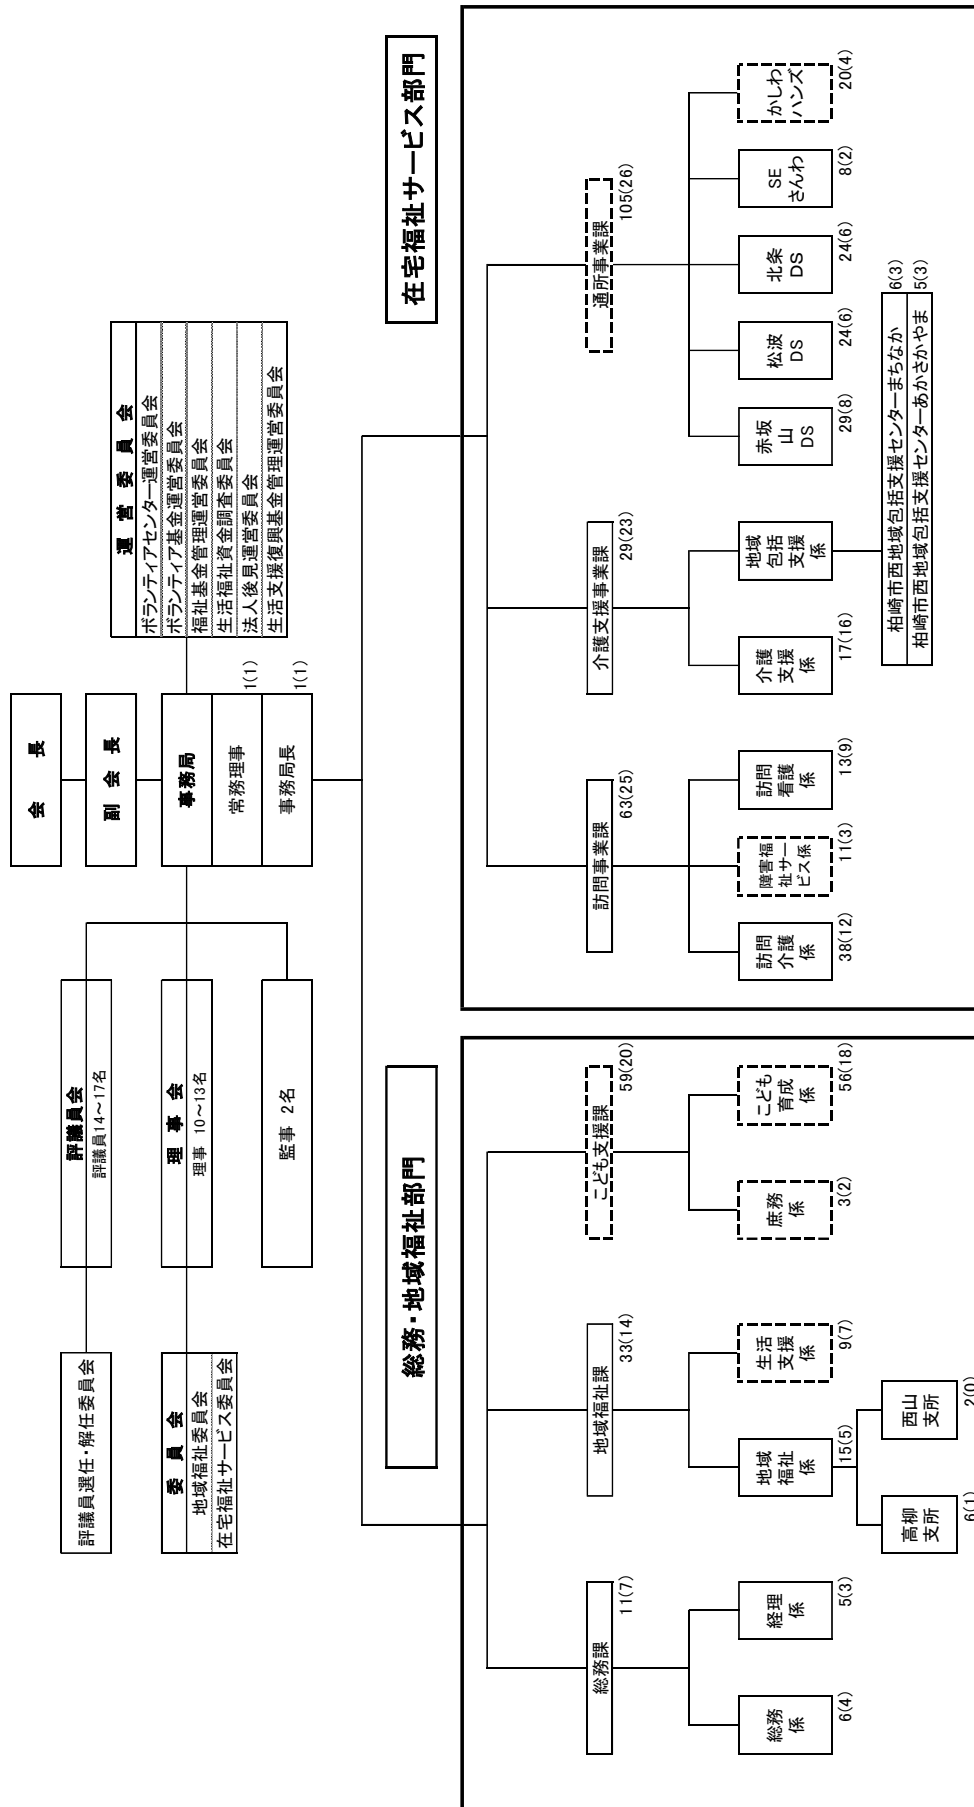 会 長
副 会 長
事務局
常務理事
1(1)
事務局長
1(1)
運 営 委 員 会
ボランティアセンター運営委員会
ボランティア基金運営委員会
福祉基金管理運営委員会
生活福祉資金調査委員会
法人後見運営委員会
生活支援復興基金管理運営委員会
評議員選任・解任委員会
評議員会
評議員14～17名
委 員 会
地域福祉委員会
在宅福祉サービス委員会
理 事 会
理事 10～13名
監事 2名
総務・地域福祉部門
総務課
11(7)
総務
係
6(4)
経理
係
5(3)
地域福祉課
33(14)
地域
福祉
係
15(5)
高柳
支所
6(1)
西山
支所
2(0)
生活
支援
係
9(7)
こども支援課
59(20)
庶務
係
3(2)
こども
育成
係
56(18)
在宅福祉サービス部門
訪問事業課
63(25)
訪問
介護
係
38(12)
障害福
祉サー
ビス係
11(3)
訪問
看護
係
13(9)
介護支援事業課
29(23)
介護
支援
係
17(16)
地域
包括
支援
係
柏崎市西地域包括支援センターまちなか
6(3)
柏崎市西地域包括支援センターあかさかやま
5(3)
通所事業課
105(26)
赤坂
山
DS
29(8)
松波
DS
24(6)
北条
DS
24(6)
SE
さんわ
8(2)
かしわ
ハンズ
20(4)